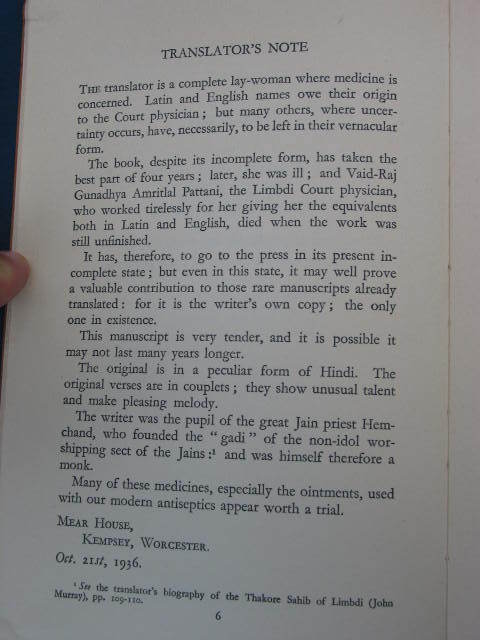 TRANSLATOR'S NOTE
THE translator is a complete lay-woman where medicine is
concerned. Latin and English names owe their origin
to the Court physician; but many others, where uncer-
tainty occurs, have, necessarily, to be left in their vernacular
form.
The book, despite its incomplete form, has taken the
best part of four years; later, she was ill; and Vaid-Raj
Gunadhya Amritlal Pattani, the Limbdi Court physician,
who worked tirelessly for her giving her the equivalents
both in Latin and English, died when the work was
still unfinished.
It has, therefore, to go to the press in its present in-
complete state; but even in this state, it may well prove
a valuable contribution to those rare manuscripts already
translated: for it is the writer's own copy; the only
one in existence.
This manuscript is very tender, and it is possible it
may not last many years longer.
The original is in a peculiar form of Hindi. The
original verses are in couplets; they show unusual talent
and make pleasing melody.
The writer was the pupil of the great Jain priest Hem-
chand, who founded the "gadi" of the non-idol wor-
shipping sect of the Jains:¹ and was himself therefore a
monk.
Many of these medicines, especially the ointments, used
with our modern antiseptics appear worth a trial.
MEAR HOUSE,
KEMPSEY, WORCESTER.
Oct. 21st, 1936.
¹ See the translator's biography of the Thakore Sahib of Limbdi (John
Murray), pp. 109-110.
6